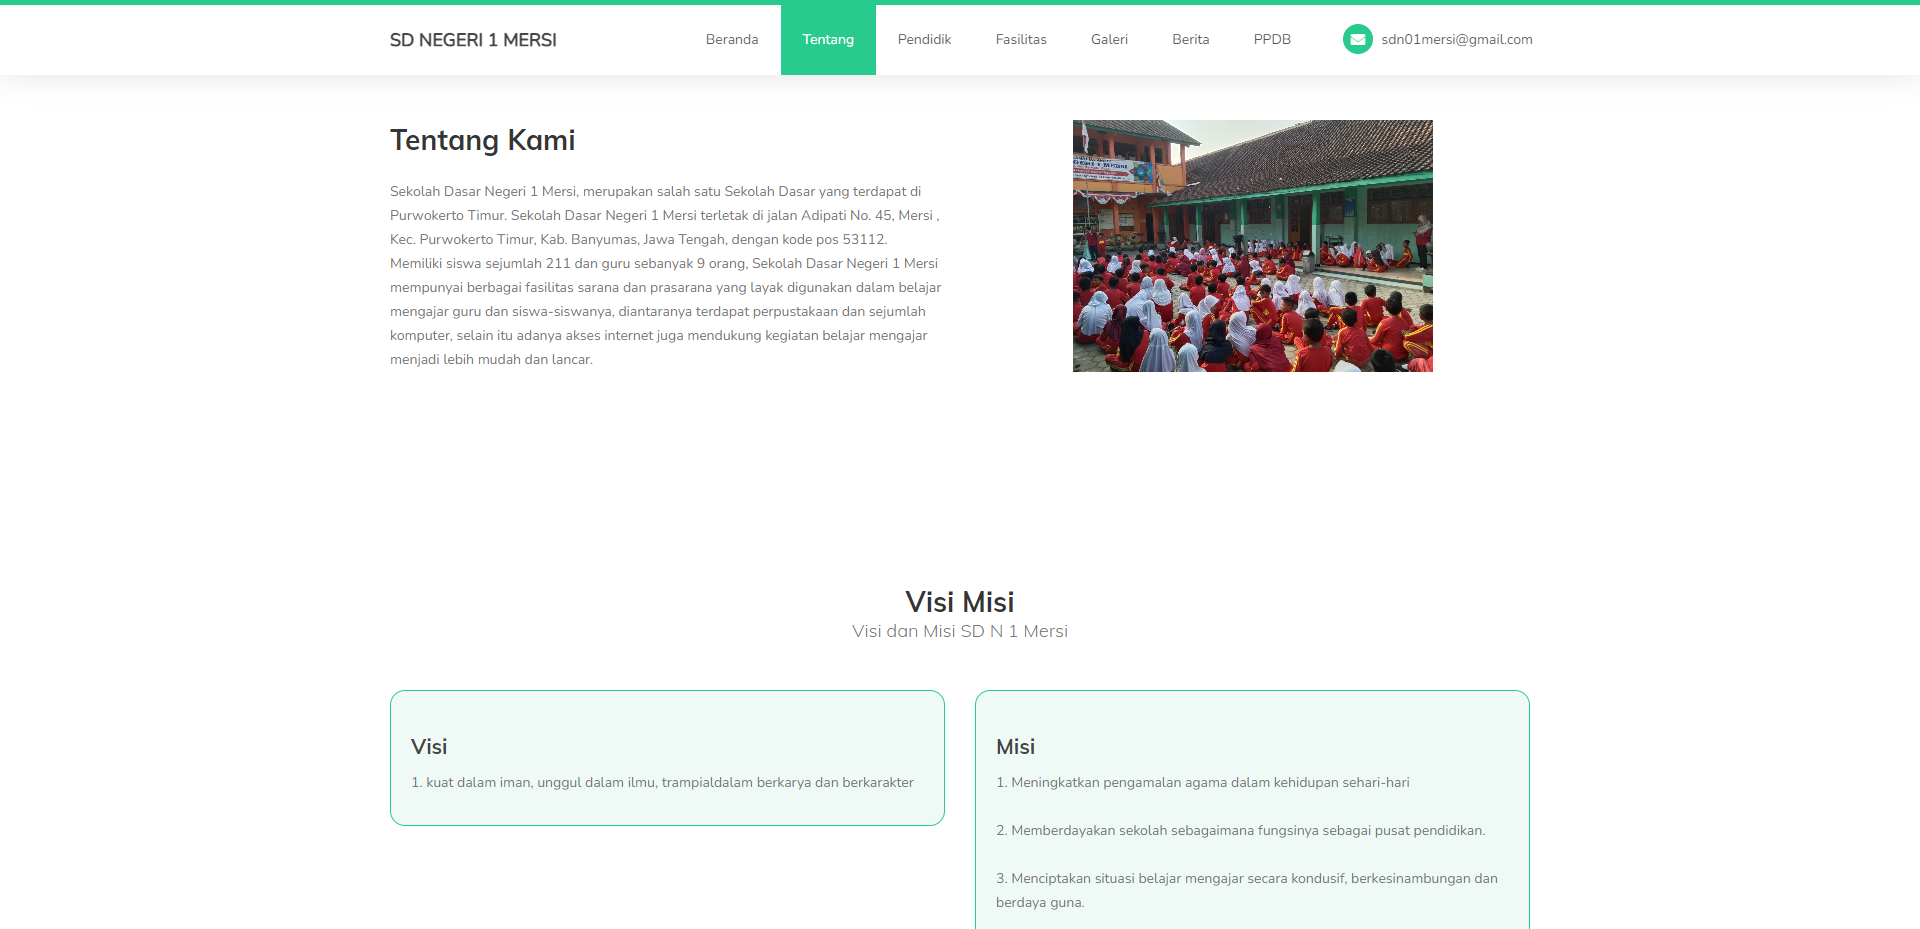 SD NEGERI 1 MERSI
Beranda
Tentang
Pendidik
Fasilitas
Galeri
Berita
PPDB
sdn01mersi@gmail.com
Tentang Kami
Sekolah Dasar Negeri 1 Mersi, merupakan salah satu Sekolah Dasar yang terdapat di
Purwokerto Timur. Sekolah Dasar Negeri 1 Mersi terletak di jalan Adipati No. 45, Mersi ,
Kec. Purwokerto Timur, Kab. Banyumas, Jawa Tengah, dengan kode pos 53112.
Memiliki siswa sejumlah 211 dan guru sebanyak 9 orang, Sekolah Dasar Negeri 1 Mersi
mempunyai berbagai fasilitas sarana dan prasarana yang layak digunakan dalam belajar
mengajar guru dan siswa-siswanya, diantaranya terdapat perpustakaan dan sejumlah
komputer, selain itu adanya akses internet juga mendukung kegiatan belajar mengajar
menjadi lebih mudah dan lancar.
Visi Misi
Visi dan Misi SD N 1 Mersi
Visi
1. kuat dalam iman, unggul dalam ilmu, trampialdalam berkarya dan berkarakter
Misi
1. Meningkatkan pengamalan agama dalam kehidupan sehari-hari
2. Memberdayakan sekolah sebagaimana fungsinya sebagai pusat pendidikan.
3. Menciptakan situasi belajar mengajar secara kondusif, berkesinambungan dan
berdaya guna.